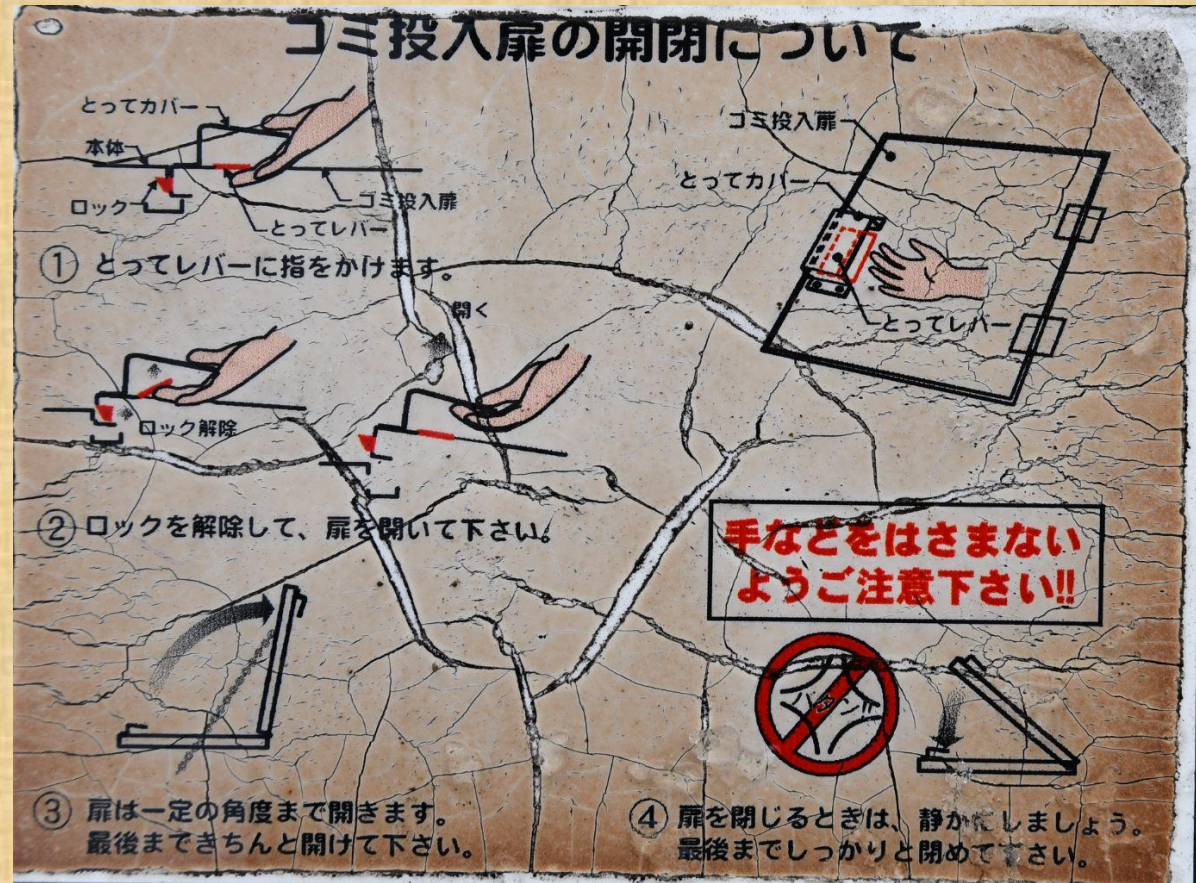 ゴミ投入扉の開閉について
とってカバー
本体
ロック
ゴミ投入扉
とってレバー
① とってレバーに指をかけます。
ゴミ投入扉
とってカバー
とってレバー
開く
ロック解除
② ロックを解除して、扉を開いて下さい。
手などをはさまない
ようご注意下さい!!
③ 扉は一定の角度まで開きます。
最後まできちんと開けて下さい。
バタン!!
④ 扉を閉じるときは、静かにしましょう。
最後までしっかりと閉めて下さい。